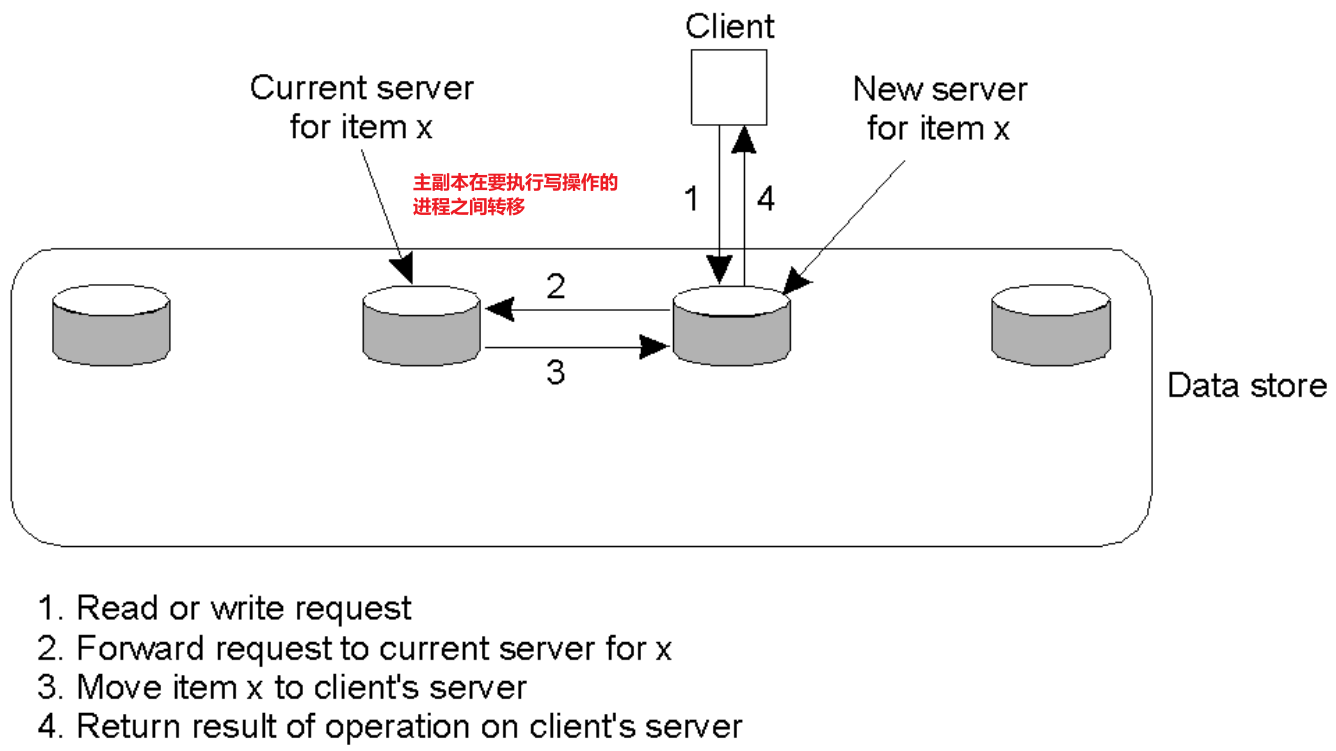 Client
Current server
for item x
New server
for item x
主副本在要执行写操作的
进程之间转移
1
4
2
3
Data store
1. Read or write request
2. Forward request to current server for x
3. Move item x to client's server
4. Return result of operation on client's server